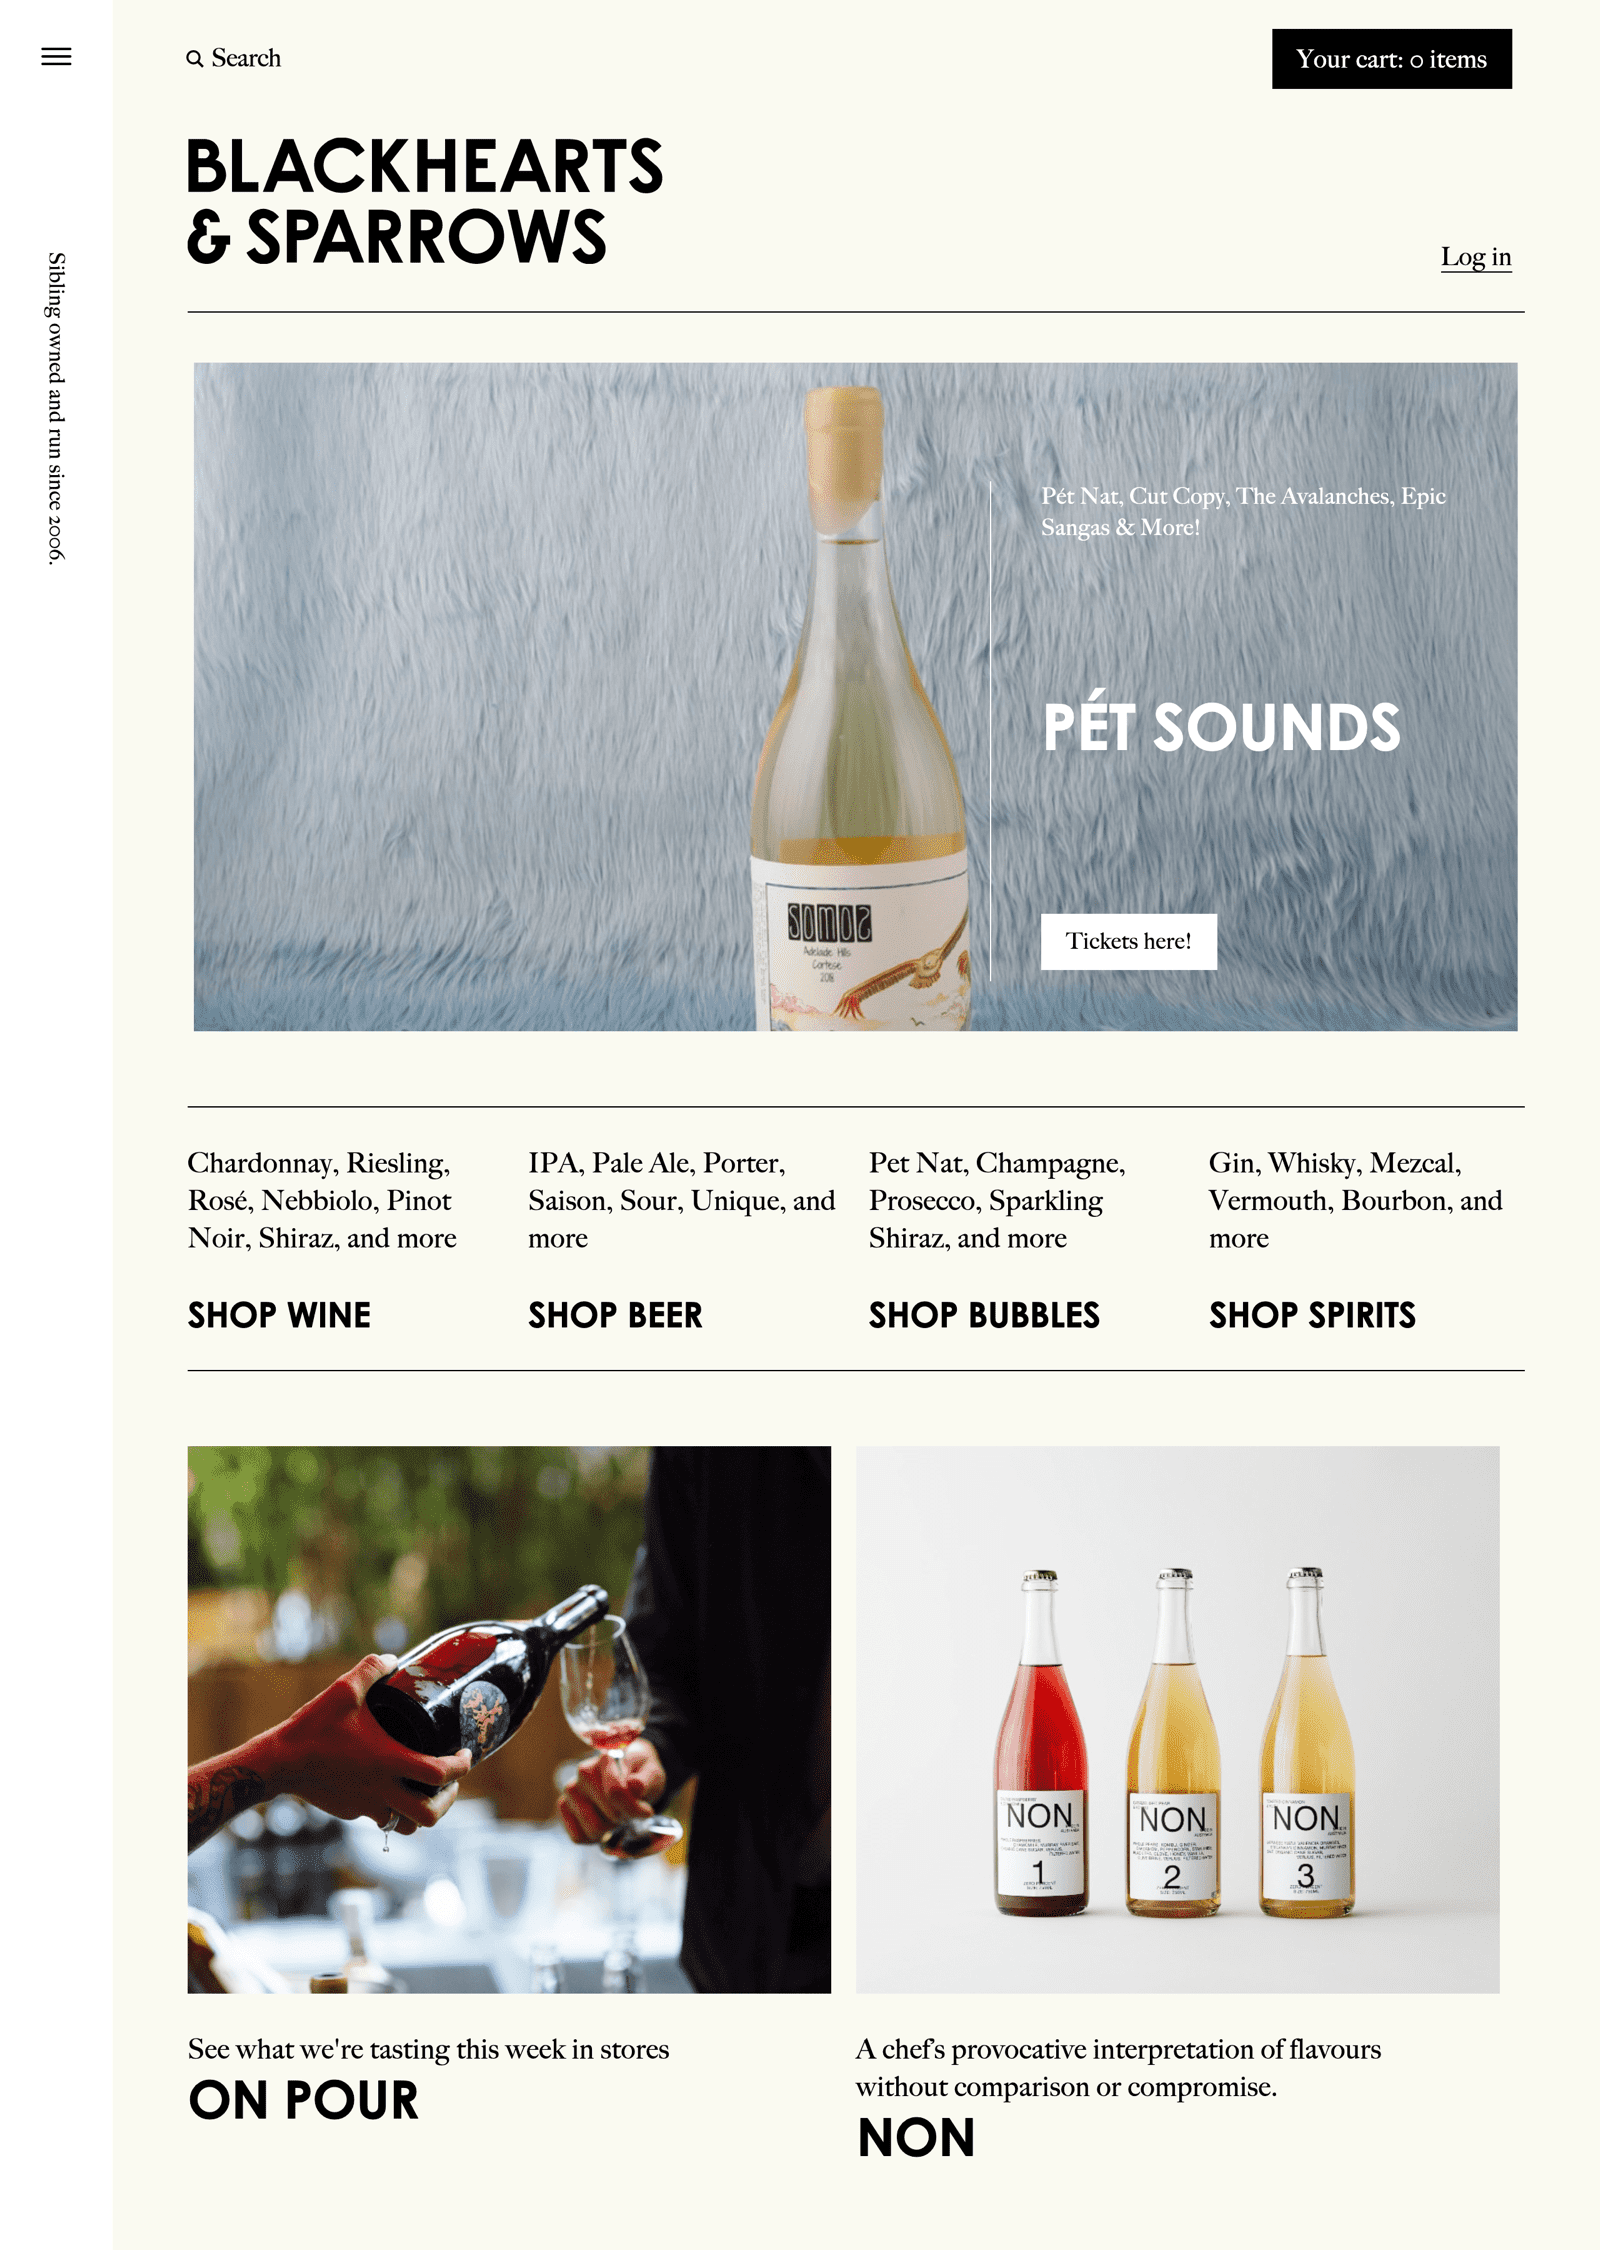 Search
Your cart: 0 items
BLACKHEARTS
& SPARROWS
Log in
Sibling owned and run since 2006.
Pét Nat, Cut Copy, The Avalanches, Epic
Sangas & More!
PÉT SOUNDS
Tickets here!
SOMOS
Adelaide Hills
Cortese
2018
Chardonnay, Riesling,
Rosé, Nebbiolo, Pinot
Noir, Shiraz, and more
SHOP WINE
IPA, Pale Ale, Porter,
Saison, Sour, Unique, and
more
SHOP BEER
Pet Nat, Champagne,
Prosecco, Sparkling
Shiraz, and more
SHOP BUBBLES
Gin, Whisky, Mezcal,
Vermouth, Bourbon, and
more
SHOP SPIRITS
NON
1
NON
2
NON
3
See what we're tasting this week in stores
ON POUR
A chef's provocative interpretation of flavours
without comparison or compromise.
NON